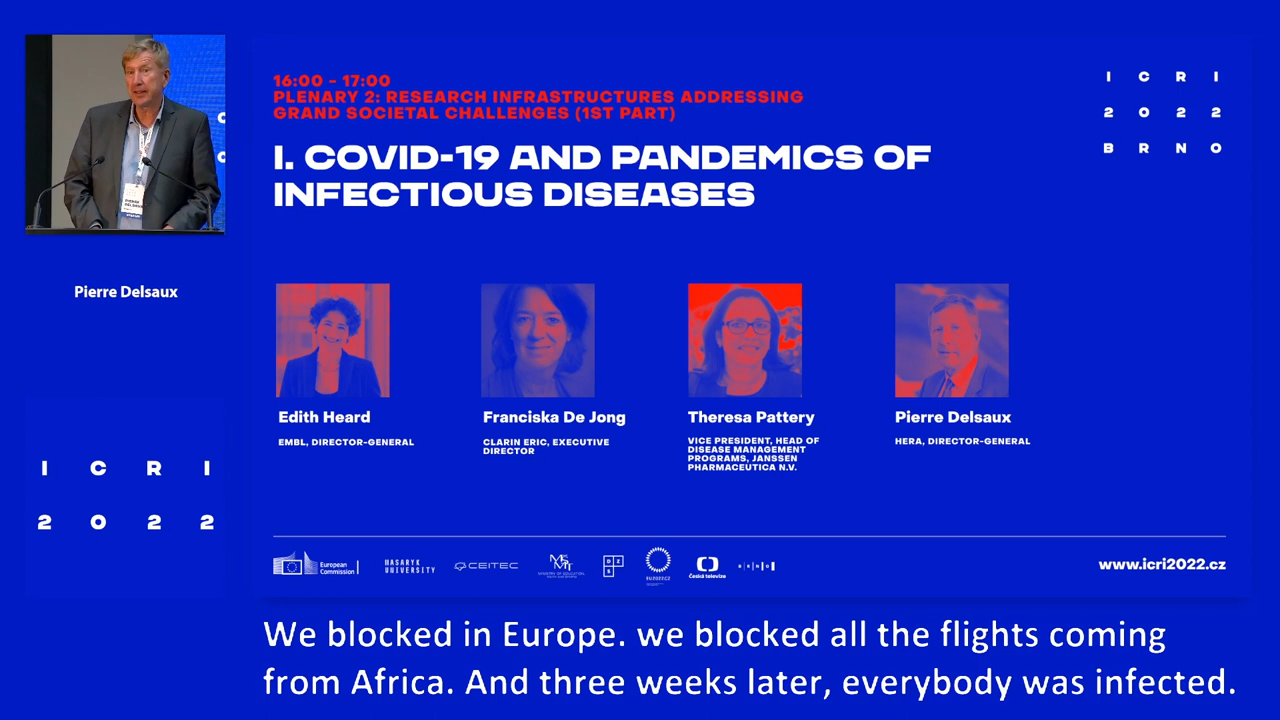 16:00 – 17:00
PLENARY 2: RESEARCH INFRASTRUCTURES ADDRESSING
GRAND SOCIETAL CHALLENGES (1ST PART)
I. COVID-19 AND PANDEMICS OF
INFECTIOUS DISEASES
I C R I
2 0 2 2
B R N O
Pierre Delsaux
Edith Heard
EMBL, DIRECTOR-GENERAL
Franciska De Jong
CLARIN ERIC, EXECUTIVE
DIRECTOR
Theresa Pattery
VICE PRESIDENT, HEAD OF
DISEASE MANAGEMENT
PROGRAMS, JANSSEN
PHARMACEUTICA N.V.
Pierre Delsaux
HERA, DIRECTOR-GENERAL
I C R I
2 0 2 2
European
Commission
MASARYK
UNIVERSITY
CEITEC
Česká televize
B R N O
www.icri2022.cz
We blocked in Europe. we blocked all the flights coming
from Africa. And three weeks later, everybody was infected.